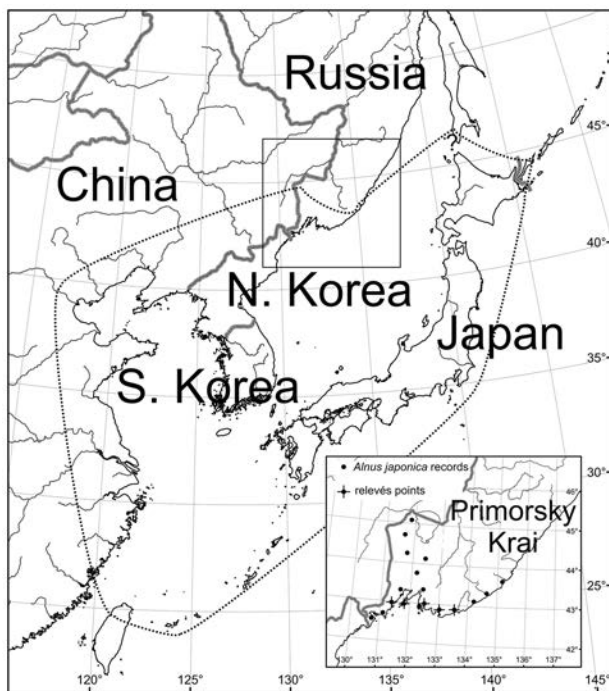 Russia
China
N. Korea
Japan
S. Korea
45°
40°
35°
30°
25°
120°
125°
130°
135°
140°
145°
Alnus japonica records
relevés points
Primorsky
Krai
46°
45°
44°
43°
42°
130°
131°
132°
133°
134°
135°
136°
137°